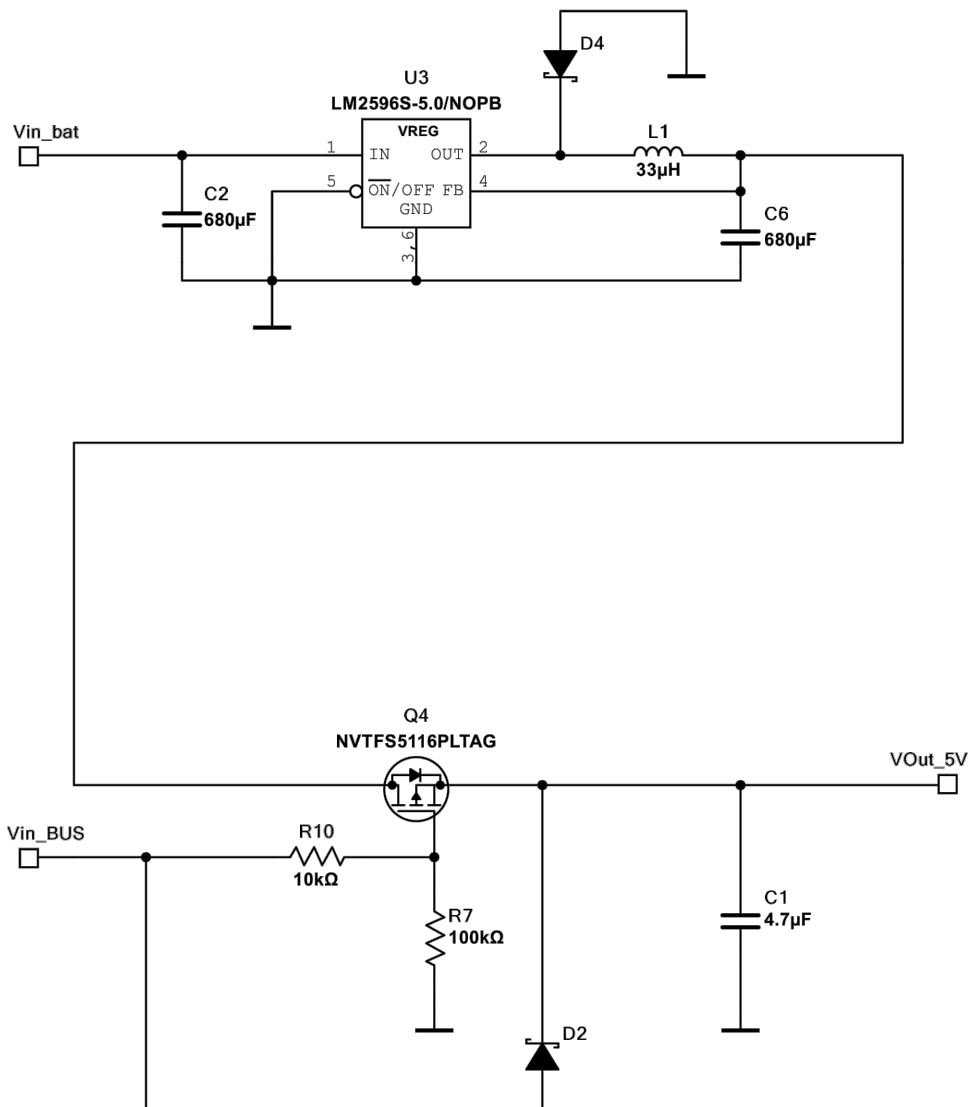 D4
U3
LM2596S-5.0/NOPB
Vin_bat
VREG
L1
1 IN OUT 2
33µH
5 ON/OFF FB 4
GND
C2
680µF
3,6
C6
680µF
Q4
NVTFS5116PLTAG
VOut_5V
Vin_BUS
R10
10kΩ
R7
100kΩ
C1
4.7µF
D2